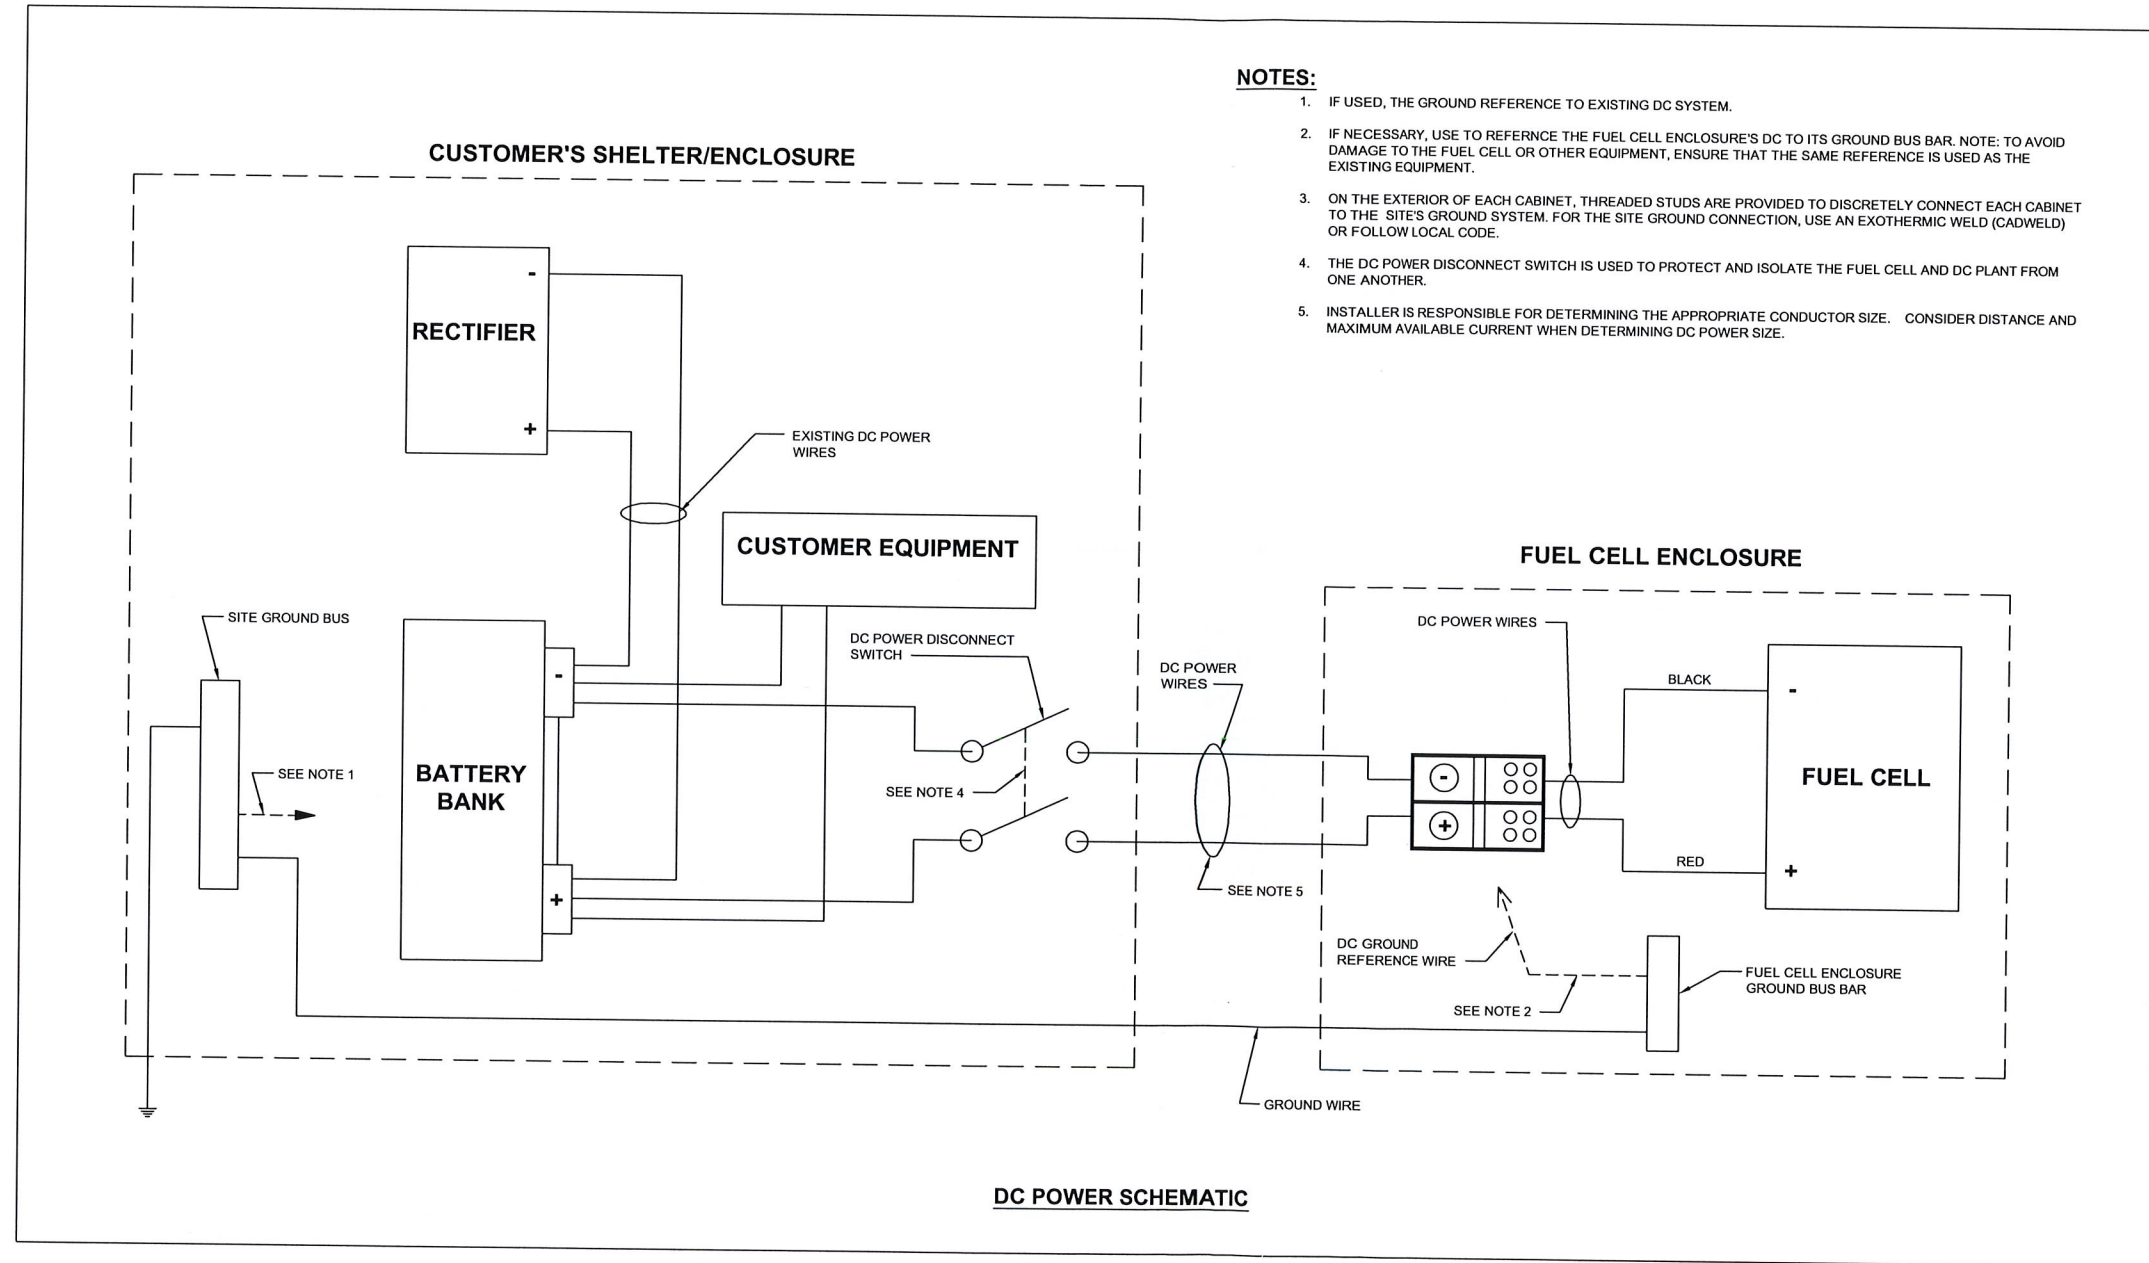 NOTES:
1. IF USED, THE GROUND REFERENCE TO EXISTING DC SYSTEM.
2. IF NECESSARY, USE TO REFERNCE THE FUEL CELL ENCLOSURE'S DC TO ITS GROUND BUS BAR. NOTE: TO AVOID
DAMAGE TO THE FUEL CELL OR OTHER EQUIPMENT, ENSURE THAT THE SAME REFERENCE IS USED AS THE
EXISTING EQUIPMENT.
3. ON THE EXTERIOR OF EACH CABINET, THREADED STUDS ARE PROVIDED TO DISCRETELY CONNECT EACH CABINET
TO THE SITE'S GROUND SYSTEM. FOR THE SITE GROUND CONNECTION, USE AN EXOTHERMIC WELD (CADWELD)
OR FOLLOW LOCAL CODE.
4. THE DC POWER DISCONNECT SWITCH IS USED TO PROTECT AND ISOLATE THE FUEL CELL AND DC PLANT FROM
ONE ANOTHER.
5. INSTALLER IS RESPONSIBLE FOR DETERMINING THE APPROPRIATE CONDUCTOR SIZE. CONSIDER DISTANCE AND
MAXIMUM AVAILABLE CURRENT WHEN DETERMINING DC POWER SIZE.
CUSTOMER'S SHELTER/ENCLOSURE
-
RECTIFIER
+
EXISTING DC POWER
WIRES
CUSTOMER EQUIPMENT
SITE GROUND BUS
DC POWER DISCONNECT
SWITCH
-
SEE NOTE 1
BATTERY
BANK
SEE NOTE 4
+
DC POWER
WIRES
SEE NOTE 5
FUEL CELL ENCLOSURE
DC POWER WIRES
BLACK
-
-
FUEL CELL
+
RED
+
DC GROUND
REFERENCE WIRE
SEE NOTE 2
FUEL CELL ENCLOSURE
GROUND BUS BAR
GROUND WIRE
DC POWER SCHEMATIC